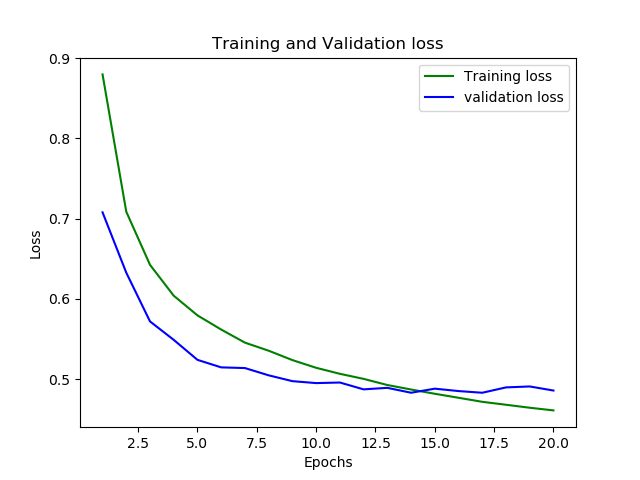 Training and Validation loss
Training loss
validation loss
0.9
0.8
0.7
0.6
0.5
Loss
2.5 5.0 7.5 10.0 12.5 15.0 17.5 20.0
Epochs